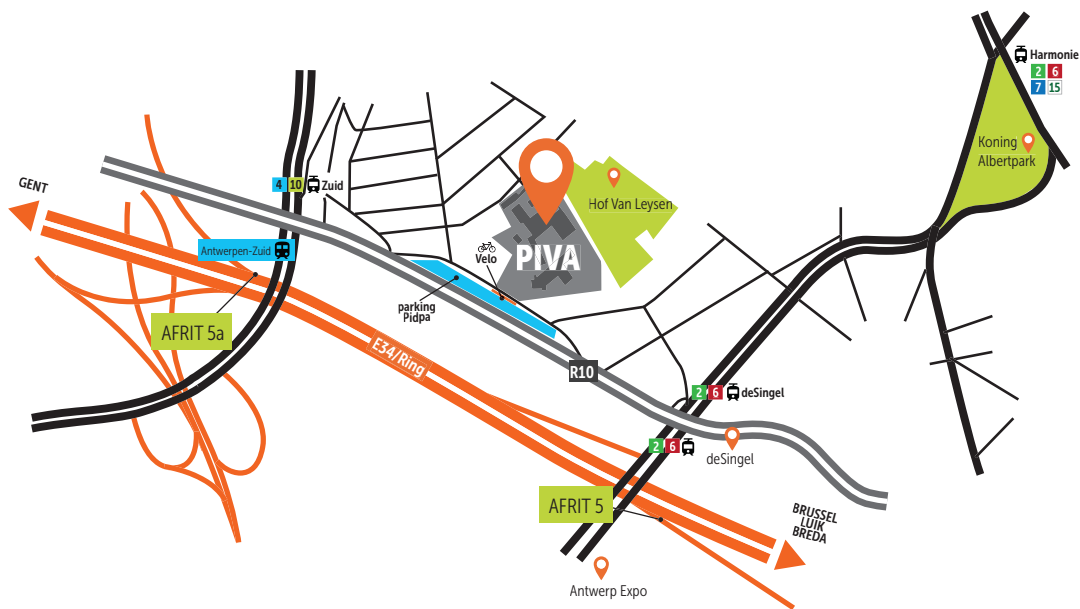 Harmonie
2 6
7 15
Koning
Albertpark
GENT
4 10 Zuid
Hof Van Leysen
Antwerpen-Zuid
Velo
PIVA
parking
Pidpa
AFRIT 5a
E34/Ring
R10
2 6 deSingel
2 6
deSingel
AFRIT 5
BRUSSEL
LUIK
BREDA
Antwerp Expo